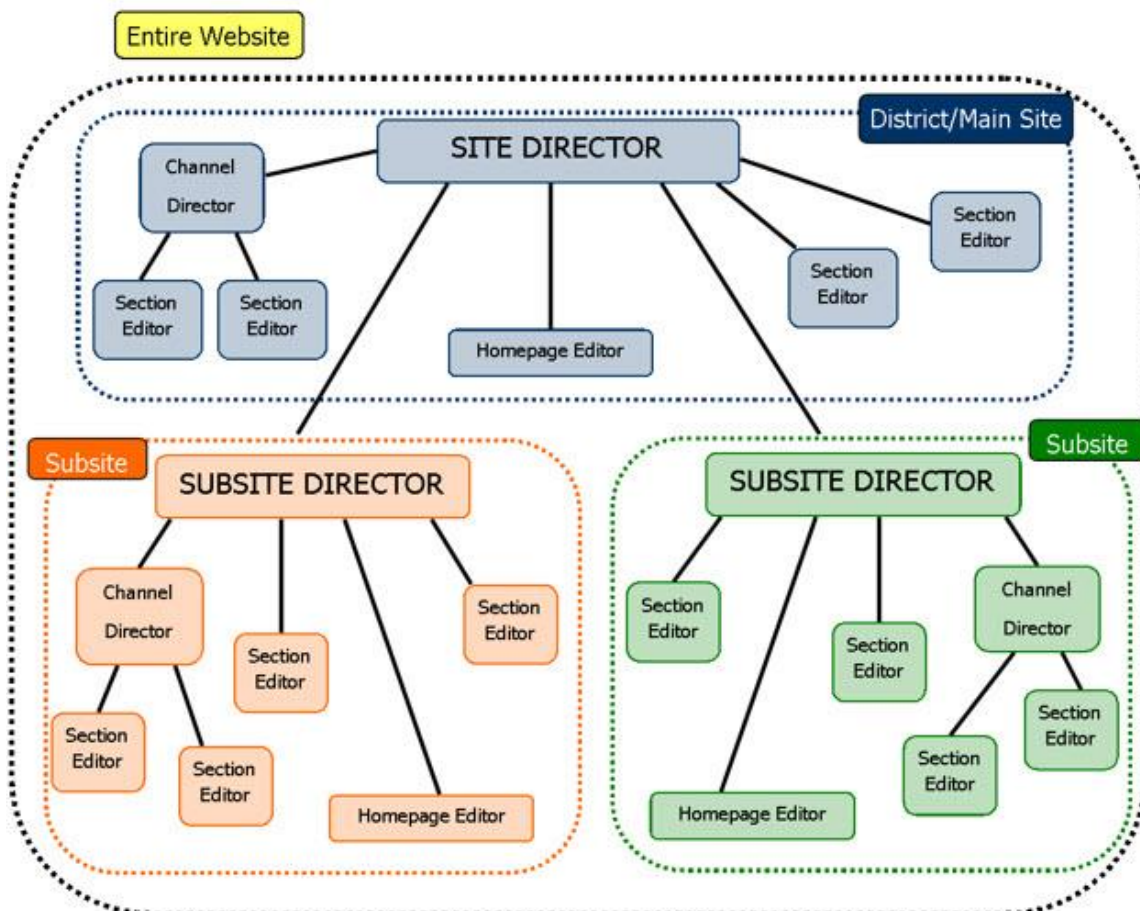 Entire Website
District/Main Site
SITE DIRECTOR
Channel
Director
Section
Editor
Section
Editor
Homepage Editor
Section
Editor
Section
Editor
Subsite
SUBSITE DIRECTOR
Channel
Director
Section
Editor
Section
Editor
Section
Editor
Section
Editor
Homepage Editor
Subsite
SUBSITE DIRECTOR
Section
Editor
Section
Editor
Channel
Director
Section
Editor
Section
Editor
Homepage Editor